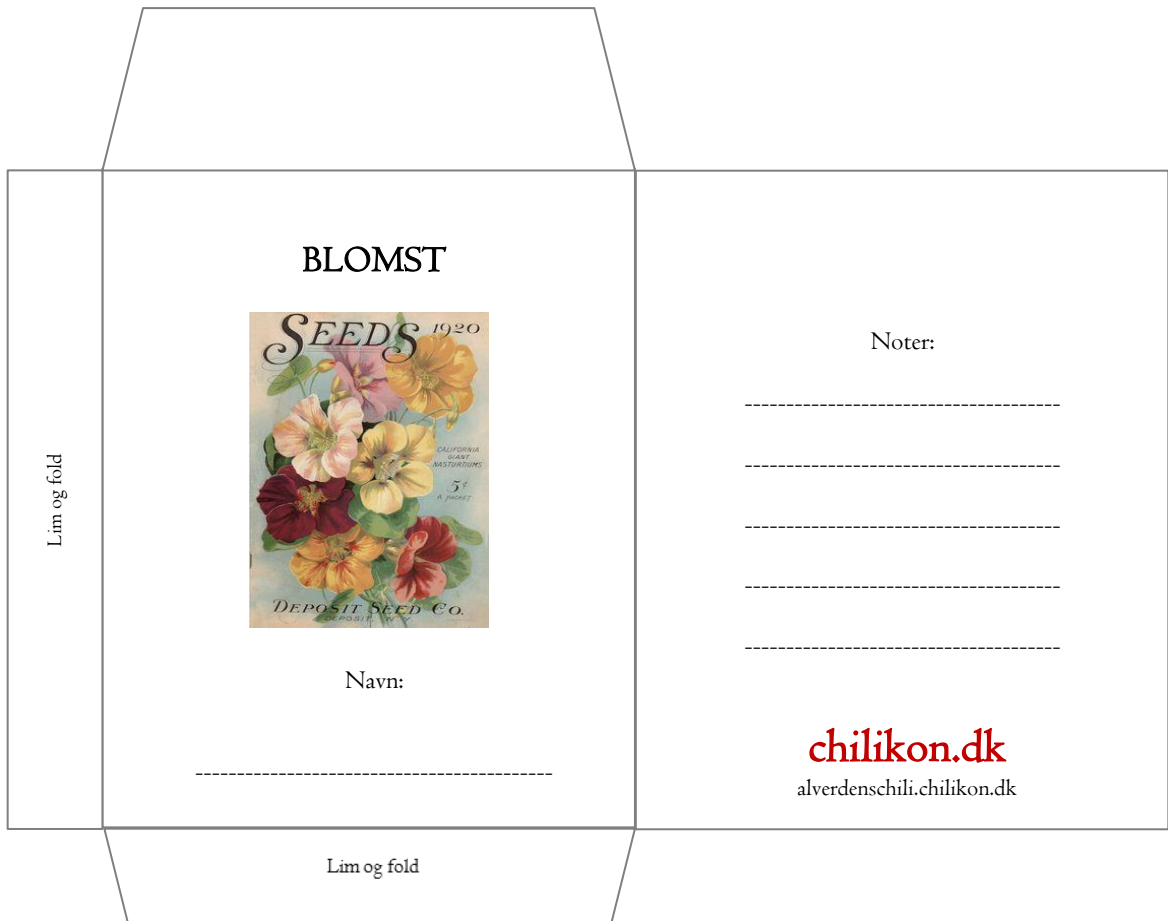 BLOMST
SEEDS 1920
CALIFORNIA
GIANT
NASTURTIUMS
5¢
A PACKET
DEPOSIT SEED CO.
DEPOSIT, N.Y.
Navn:
Lim og fold
Lim og fold
Noter:
chilikon.dk
alverdenschili.chilikon.dk